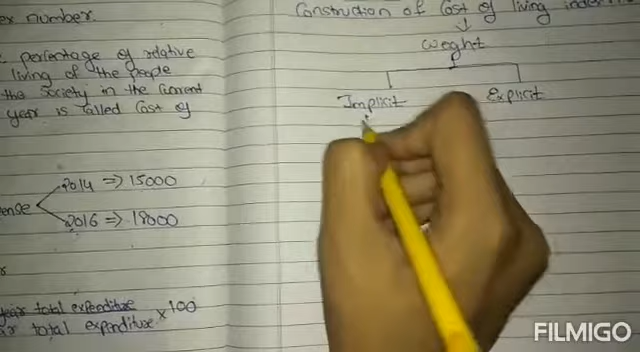 ex number.
percentage of relative
living of the people
the society in the current
year is called Cost of
ense
2014 => 15000
2016 => 18000
year total expenditure
r total expenditure × 100
Construction of Cost of living index
↓
Weght
Implicit
Explicit
FILMIGO